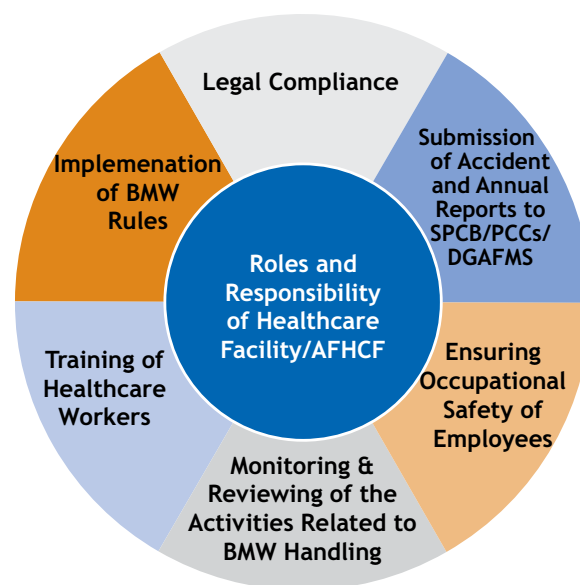 Legal Compliance
Submission
of Accident
and Annual
Reports to
SPCB/PCCs/
DGAFMS
Ensuring
Occupational
Safety of
Employees
Monitoring &
Reviewing of the
Activities Related to
BMW Handling
Training of
Healthcare
Workers
Implemenation
of BMW
Rules
Roles and
Responsibility
of Healthcare
Facility/AFHCF